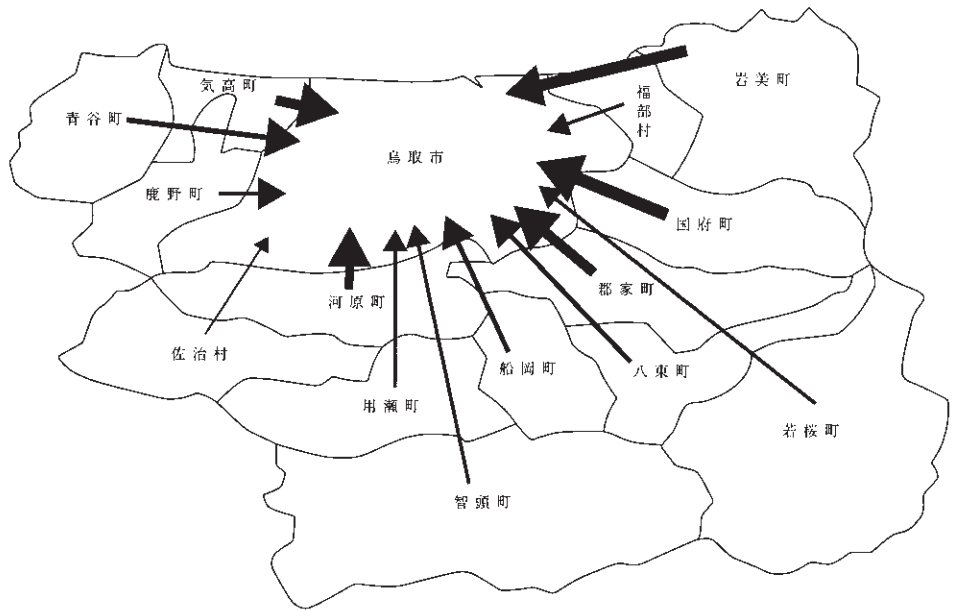 気高町
岩美町
福部村
青谷町
鳥取市
鹿野町
国府町
郡家町
河原町
佐治村
船岡町
八東町
用瀬町
若桜町
智頭町